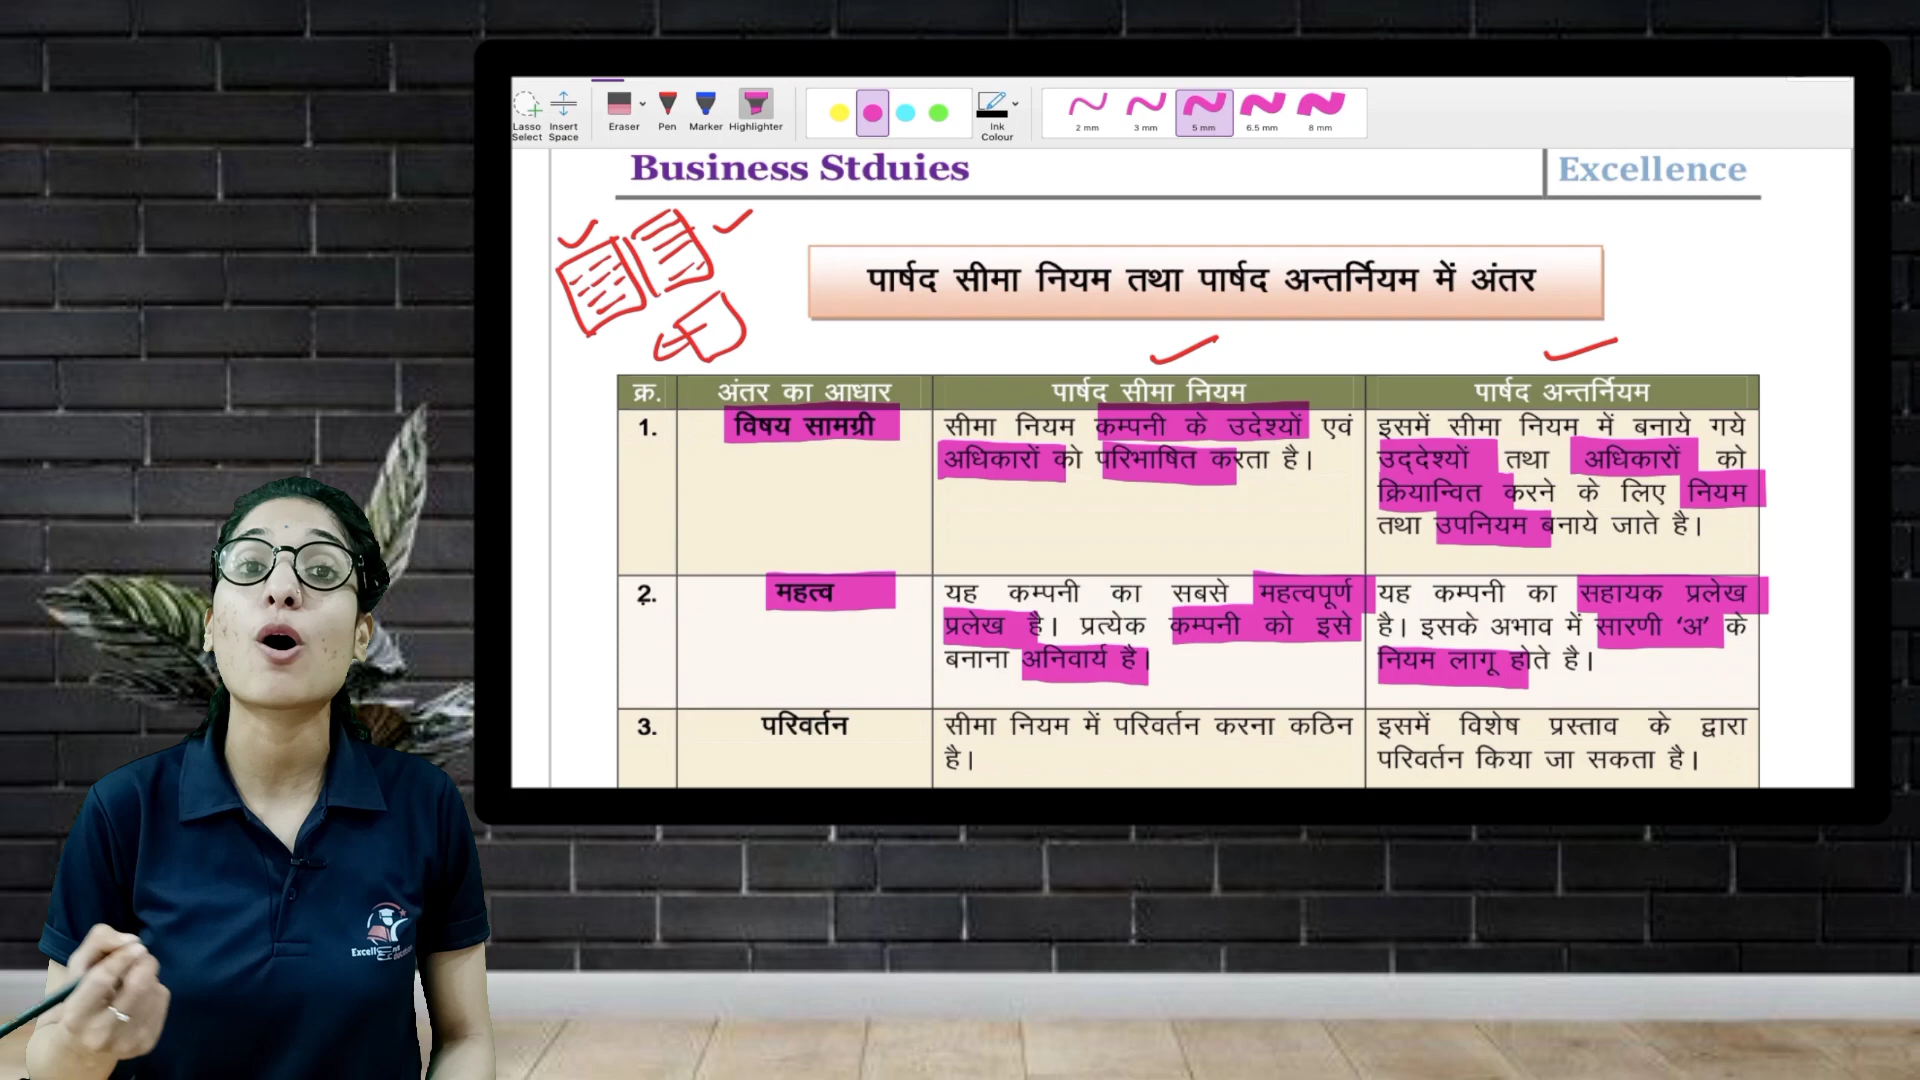 Lasso Select
Insert Space
Eraser
Pen
Marker
Highlighter
Ink Colour
2 mm
3 mm
5 mm
6.5 mm
8 mm
Business Stduies
Excellence
पार्षद सीमा नियम तथा पार्षद अन्तर्नियम में अंतर
क्र. अंतर का आधार पार्षद सीमा नियम पार्षद अन्तर्नियम
1. विषय सामग्री
सीमा नियम कम्पनी के उदेश्यों एवं
अधिकारों को परिभाषित करता है।
इसमें सीमा नियम में बनाये गये
उद्देश्यों तथा अधिकारों को
क्रियान्वित करने के लिए नियम
तथा उपनियम बनाये जाते है।
2. महत्व
यह कम्पनी का सबसे महत्वपूर्ण
प्रलेख है। प्रत्येक कम्पनी को इसे
बनाना अनिवार्य है।
यह कम्पनी का सहायक प्रलेख
है। इसके अभाव में सारणी ‘अ’ के
नियम लागू होते है।
3. परिवर्तन
सीमा नियम में परिवर्तन करना कठिन
है।
इसमें विशेष प्रस्ताव के द्वारा
परिवर्तन किया जा सकता है।